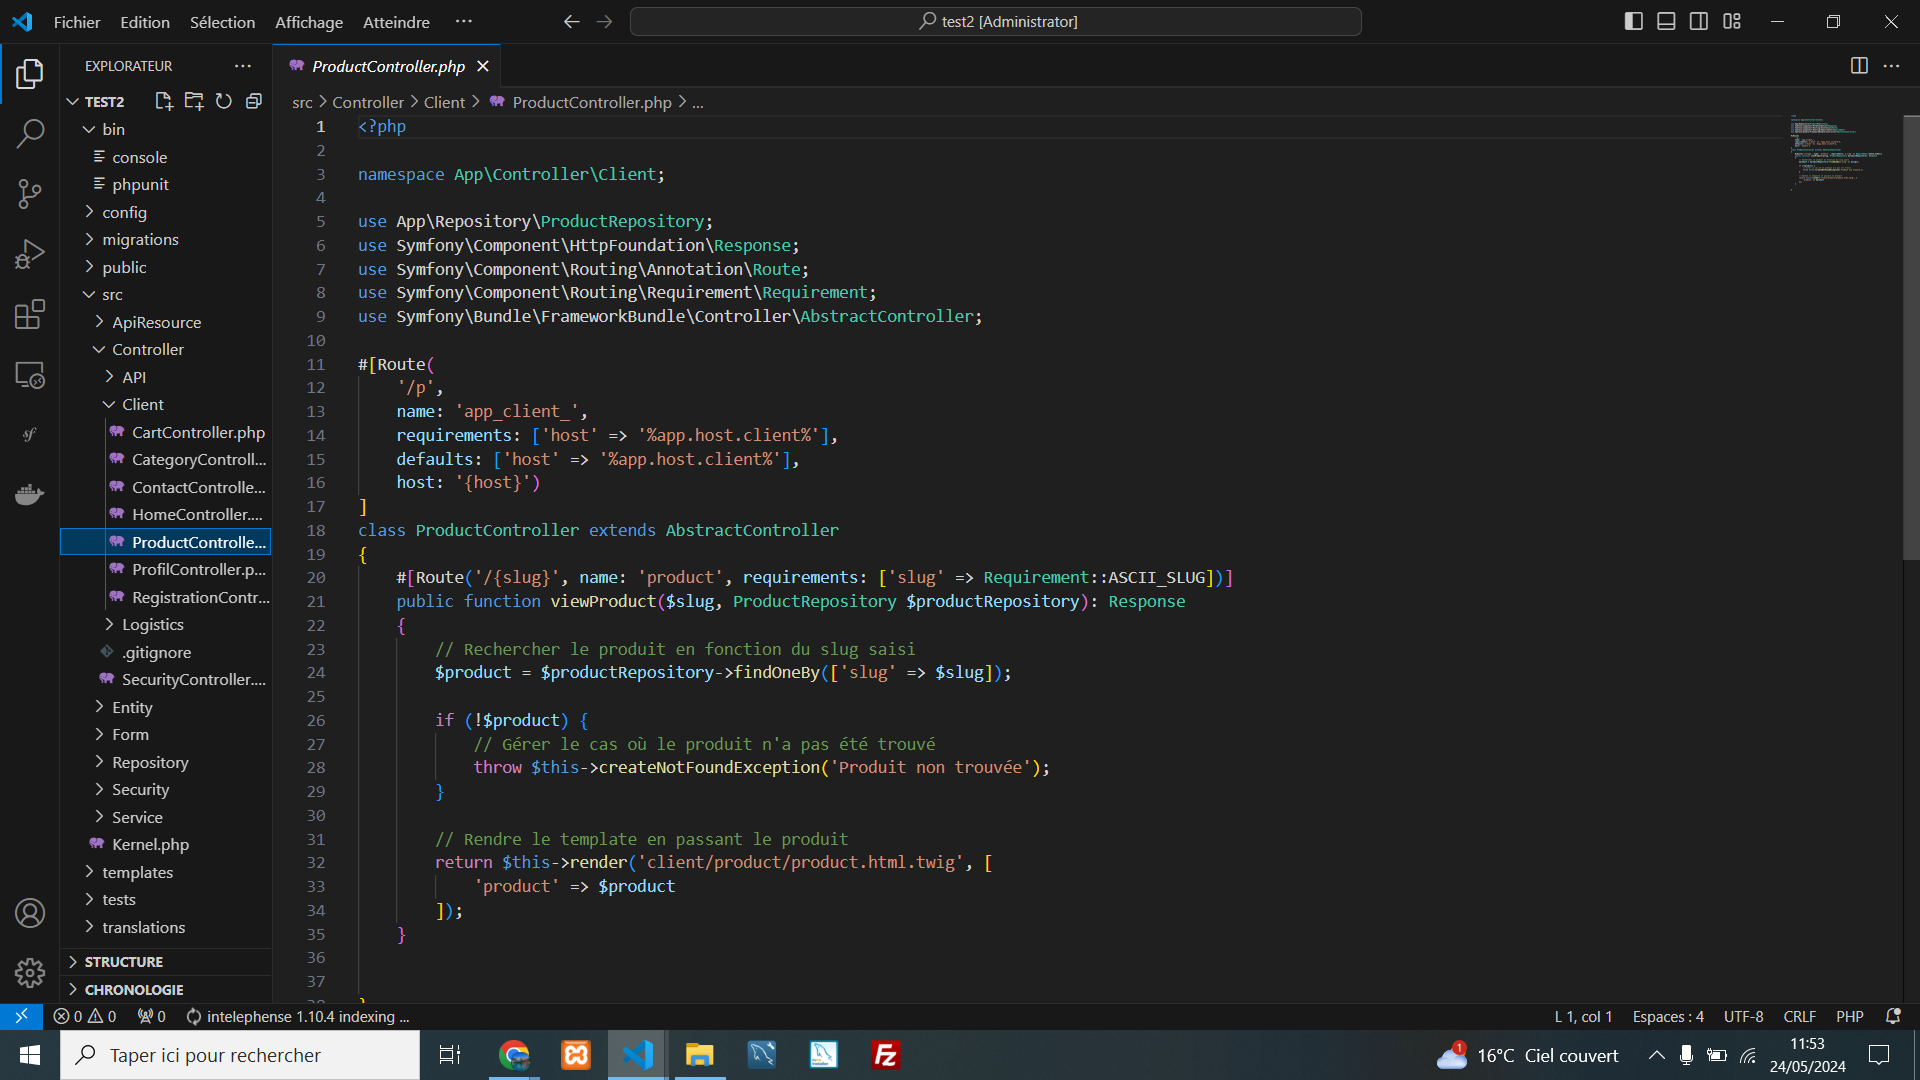 Fichier Edition Sélection Affichage Atteindre ··· test2 [Administrator]
EXPLORATEUR ···
TEST2
bin
console
phpunit
config
migrations
public
src
ApiResource
Controller
API
Client
CartController.php
CategoryControll...
ContactControlle...
HomeController....
ProductControlle...
ProfilController.p...
RegistrationContr...
Logistics
.gitignore
SecurityController....
Entity
Form
Repository
Security
Service
Kernel.php
templates
tests
translations
STRUCTURE
CHRONOLOGIE
ProductController.php
src > Controller > Client > ProductController.php > ...
1 <?php
2
3 namespace App\Controller\Client;
4
5 use App\Repository\ProductRepository;
6 use Symfony\Component\HttpFoundation\Response;
7 use Symfony\Component\Routing\Annotation\Route;
8 use Symfony\Component\Routing\Requirement\Requirement;
9 use Symfony\Bundle\FrameworkBundle\Controller\AbstractController;
10
11 #[Route(
12     '/p',
13     name: 'app_client_',
14     requirements: ['host' => '%app.host.client%'],
15     defaults: ['host' => '%app.host.client%'],
16     host: '{host}')
17 ]
18 class ProductController extends AbstractController
19 {
20     #[Route('/{slug}', name: 'product', requirements: ['slug' => Requirement::ASCII_SLUG])]
21     public function viewProduct($slug, ProductRepository $productRepository): Response
22     {
23         // Rechercher le produit en fonction du slug saisi
24         $product = $productRepository->findOneBy(['slug' => $slug]);
25
26         if (!$product) {
27             // Gérer le cas où le produit n'a pas été trouvé
28             throw $this->createNotFoundException('Produit non trouvée');
29         }
30
31         // Rendre le template en passant le produit
32         return $this->render('client/product/product.html.twig', [
33             'product' => $product
34         ]);
35     }
36
37
38 }
0 0 0 intelephense 1.10.4 indexing ... L 1, col 1 Espaces : 4 UTF-8 CRLF PHP
Taper ici pour rechercher 1 16°C Ciel couvert 11:53
24/05/2024